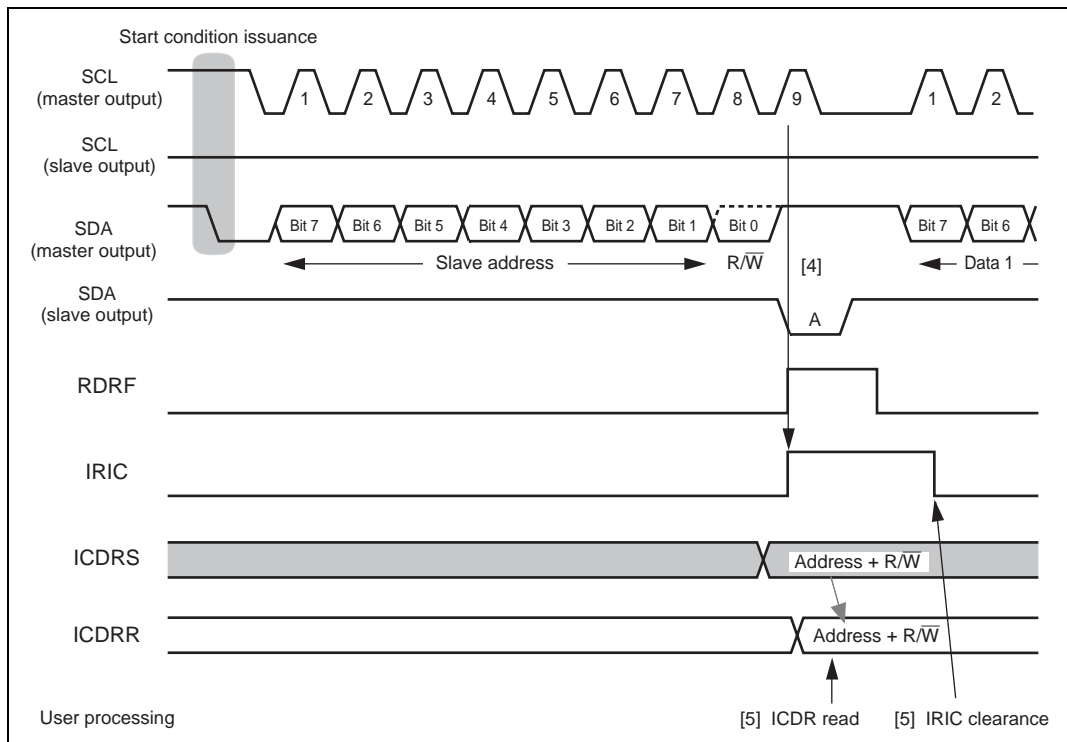 Start condition issuance
SCL
(master output)
1 2 3 4 5 6 7 8 9 1 2
SCL
(slave output)
SDA
(master output)
Bit 7 Bit 6 Bit 5 Bit 4 Bit 3 Bit 2 Bit 1 Bit 0 Bit 7 Bit 6
Slave address R/W̅ [4] Data 1
SDA
(slave output)
A
RDRF
IRIC
ICDRS
Address + R/W̅
ICDRR
Address + R/W̅
User processing
[5] ICDR read [5] IRIC clearance